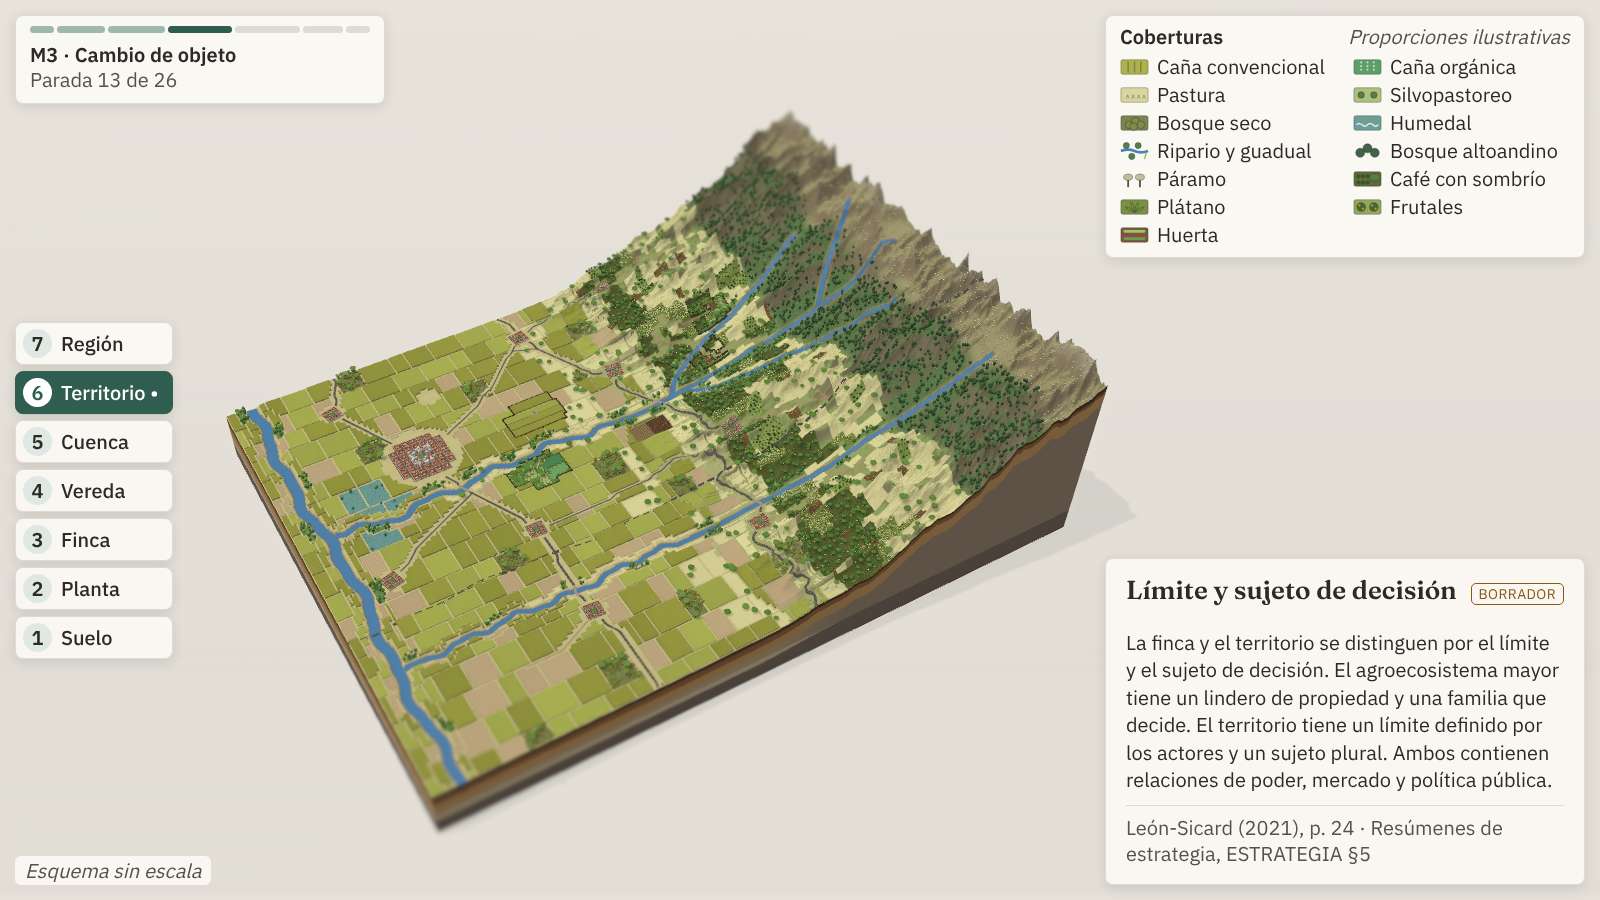 M3 · Cambio de objeto
Parada 13 de 26
Coberturas
Proporciones ilustrativas
Caña convencional
Caña orgánica
Pastura
Silvopastoreo
Bosque seco
Humedal
Ripario y guadual
Bosque altoandino
Páramo
Café con sombrío
Plátano
Frutales
Huerta
7 Región
6 Territorio •
5 Cuenca
4 Vereda
3 Finca
2 Planta
1 Suelo
Límite y sujeto de decisión
BORRADOR
La finca y el territorio se distinguen por el límite
y el sujeto de decisión. El agroecosistema mayor
tiene un lindero de propiedad y una familia que
decide. El territorio tiene un límite definido por
los actores y un sujeto plural. Ambos contienen
relaciones de poder, mercado y política pública.
León-Sicard (2021), p. 24 · Resúmenes de
estrategia, ESTRATEGIA §5
Esquema sin escala